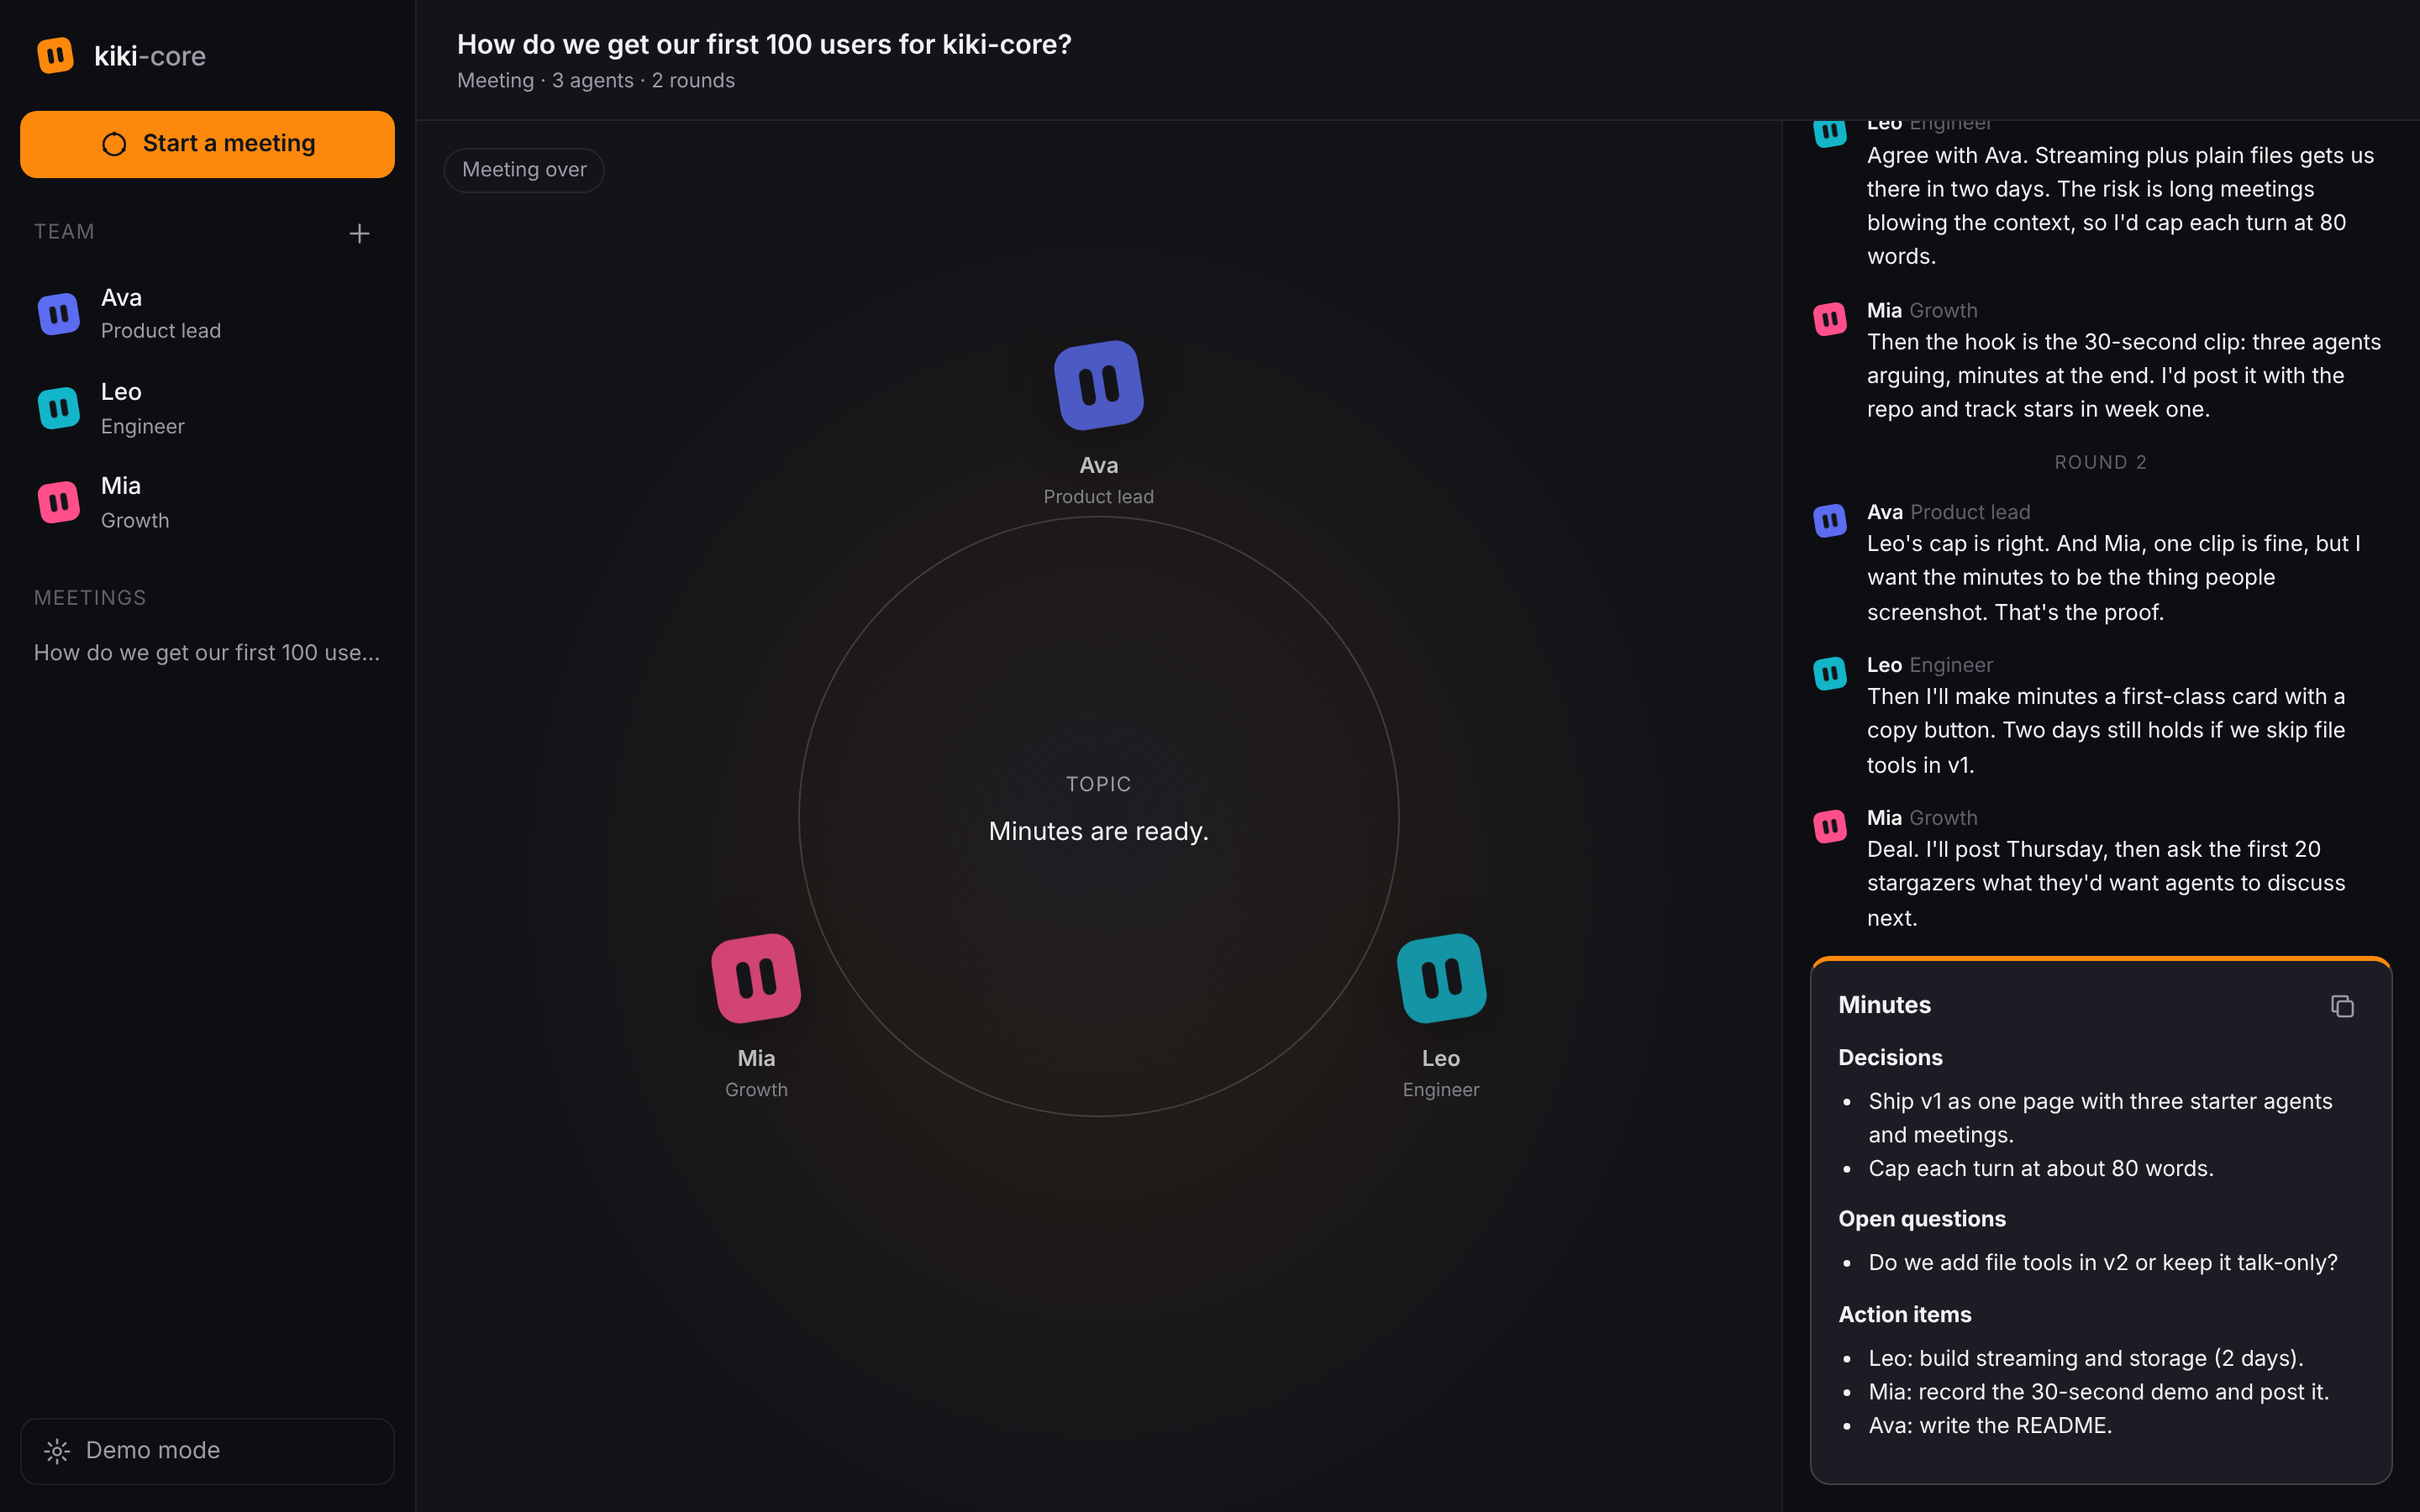 kiki-core
Start a meeting
TEAM
Ava
Product lead
Leo
Engineer
Mia
Growth
MEETINGS
How do we get our first 100 use...
Demo mode
How do we get our first 100 users for kiki-core?
Meeting · 3 agents · 2 rounds
Meeting over
Ava
Product lead
TOPIC
Minutes are ready.
Mia
Growth
Leo
Engineer
Leo Engineer
Agree with Ava. Streaming plus plain files gets us
there in two days. The risk is long meetings
blowing the context, so I'd cap each turn at 80
words.
Mia Growth
Then the hook is the 30-second clip: three agents
arguing, minutes at the end. I'd post it with the
repo and track stars in week one.
ROUND 2
Ava Product lead
Leo's cap is right. And Mia, one clip is fine, but I
want the minutes to be the thing people
screenshot. That's the proof.
Leo Engineer
Then I'll make minutes a first-class card with a
copy button. Two days still holds if we skip file
tools in v1.
Mia Growth
Deal. I'll post Thursday, then ask the first 20
stargazers what they'd want agents to discuss
next.
Minutes
Decisions
• Ship v1 as one page with three starter agents
and meetings.
• Cap each turn at about 80 words.
Open questions
• Do we add file tools in v2 or keep it talk-only?
Action items
• Leo: build streaming and storage (2 days).
• Mia: record the 30-second demo and post it.
• Ava: write the README.